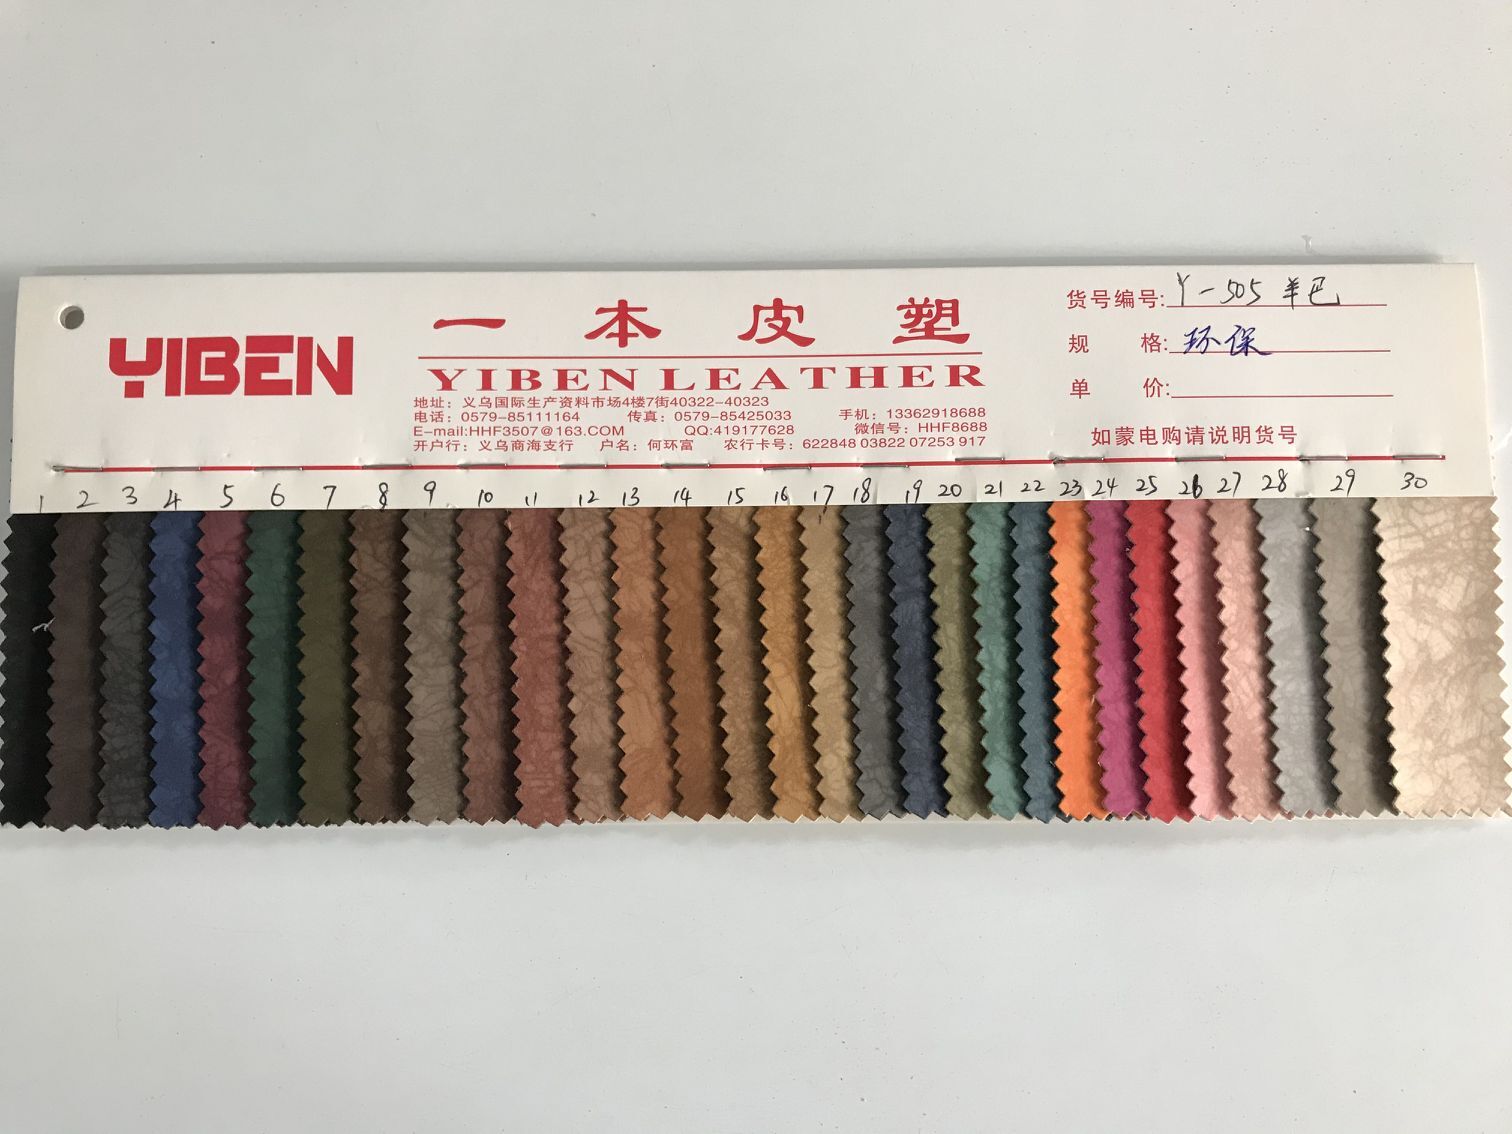 YIBEN
一本皮塑
YIBEN LEATHER
地址：义乌国际生产资料市场4楼7街40322-40323
电话：0579-85111164 传真：0579-85425033 手机：13362918688
E-mail:HHF3507@163.COM QQ:419177628 微信号：HHF8688
开户行：义乌商海支行 户名：何环富 农行卡号：622848 03822 07253 917
货号编号: Y-505 羊巴
规格: 环保
单价:
如蒙电购请说明货号
1 2 3 4 5 6 7 8 9 10 11 12 13 14 15 16 17 18 19 20 21 22 23 24 25 26 27 28 29 30